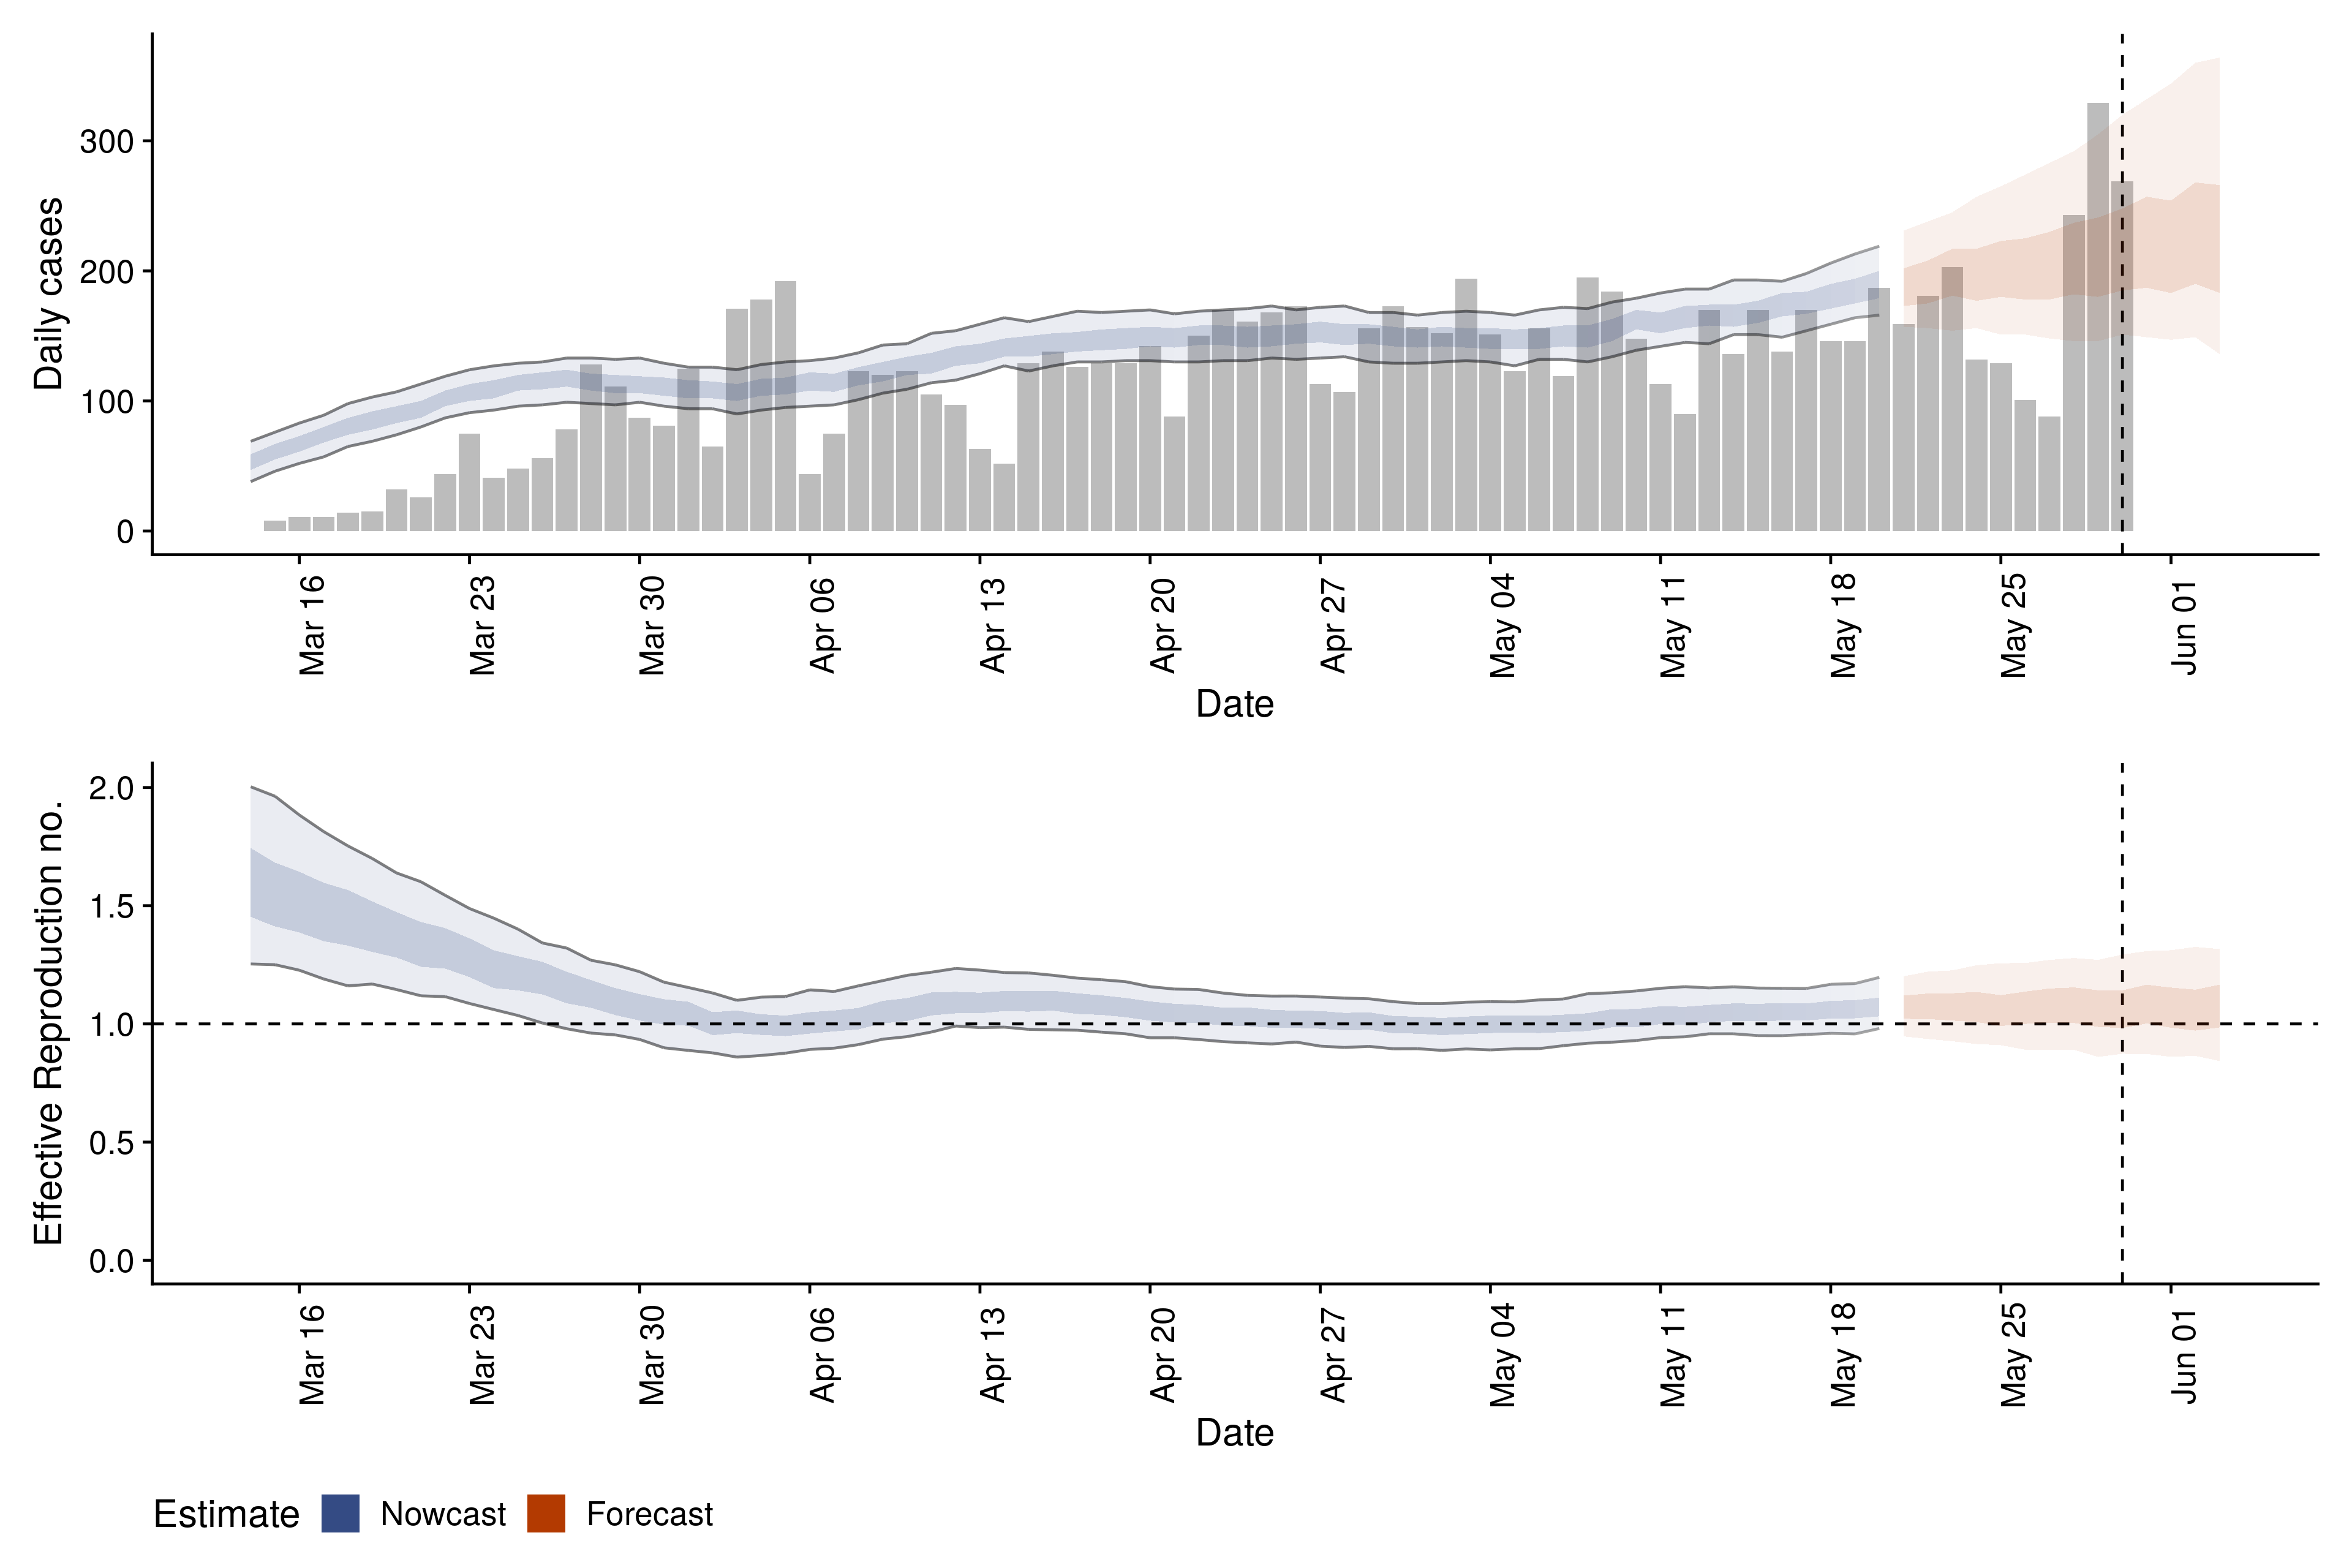 Daily cases
300
200
100
0
Mar 16
Mar 23
Mar 30
Apr 06
Apr 13
Apr 20
Apr 27
May 04
May 11
May 18
May 25
Jun 01
Date
Effective Reproduction no.
2.0
1.5
1.0
0.5
0.0
Mar 16
Mar 23
Mar 30
Apr 06
Apr 13
Apr 20
Apr 27
May 04
May 11
May 18
May 25
Jun 01
Date
Estimate Nowcast Forecast